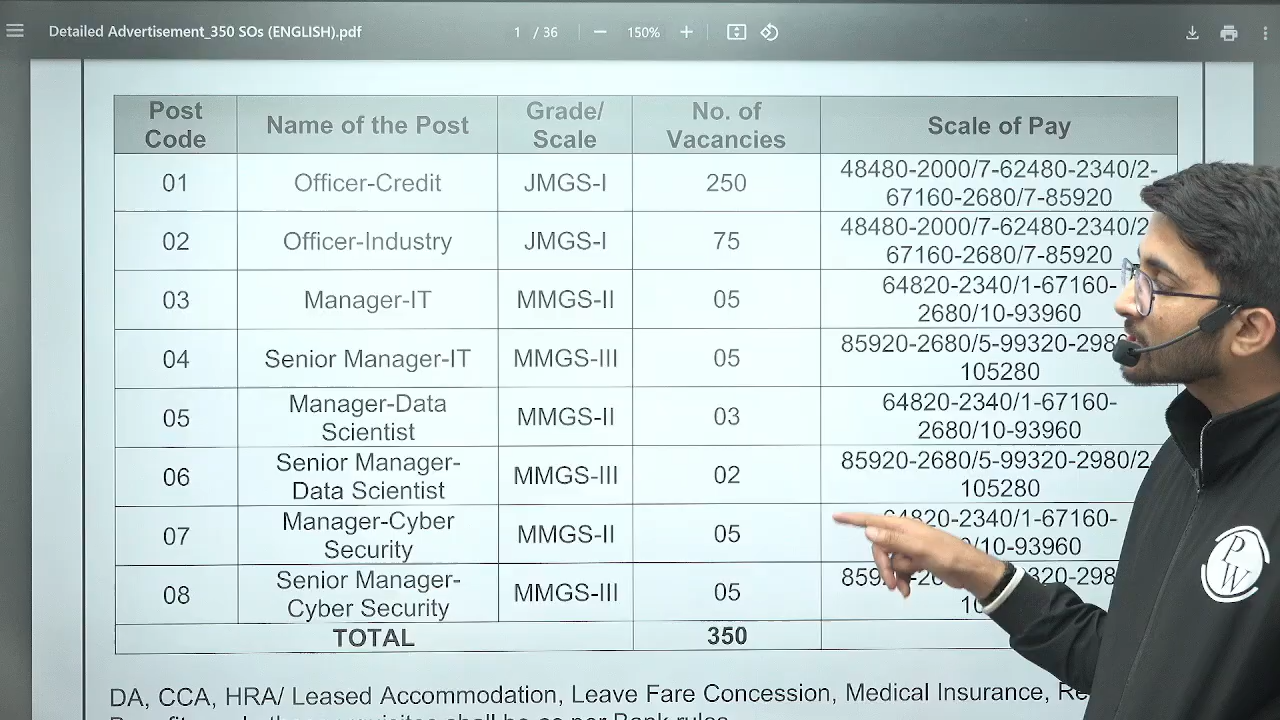 Detailed Advertisement_350 SOs (ENGLISH).pdf
1 / 36
150%
Post Code Name of the Post Grade/ Scale No. of Vacancies Scale of Pay
01 Officer-Credit JMGS-I 250 48480-2000/7-62480-2340/2-
67160-2680/7-85920
02 Officer-Industry JMGS-I 75 48480-2000/7-62480-2340/2
67160-2680/7-85920
03 Manager-IT MMGS-II 05 64820-2340/1-67160-
2680/10-93960
04 Senior Manager-IT MMGS-III 05 85920-2680/5-99320-298
105280
05 Manager-Data
Scientist MMGS-II 03 64820-2340/1-67160-
2680/10-93960
06 Senior Manager-
Data Scientist MMGS-III 02 85920-2680/5-99320-2980/2
105280
07 Manager-Cyber
Security MMGS-II 05 64820-2340/1-67160-
/10-93960
08 Senior Manager-
Cyber Security MMGS-III 05
TOTAL 350
DA, CCA, HRA/ Leased Accommodation, Leave Fare Concession, Medical Insurance,
PW